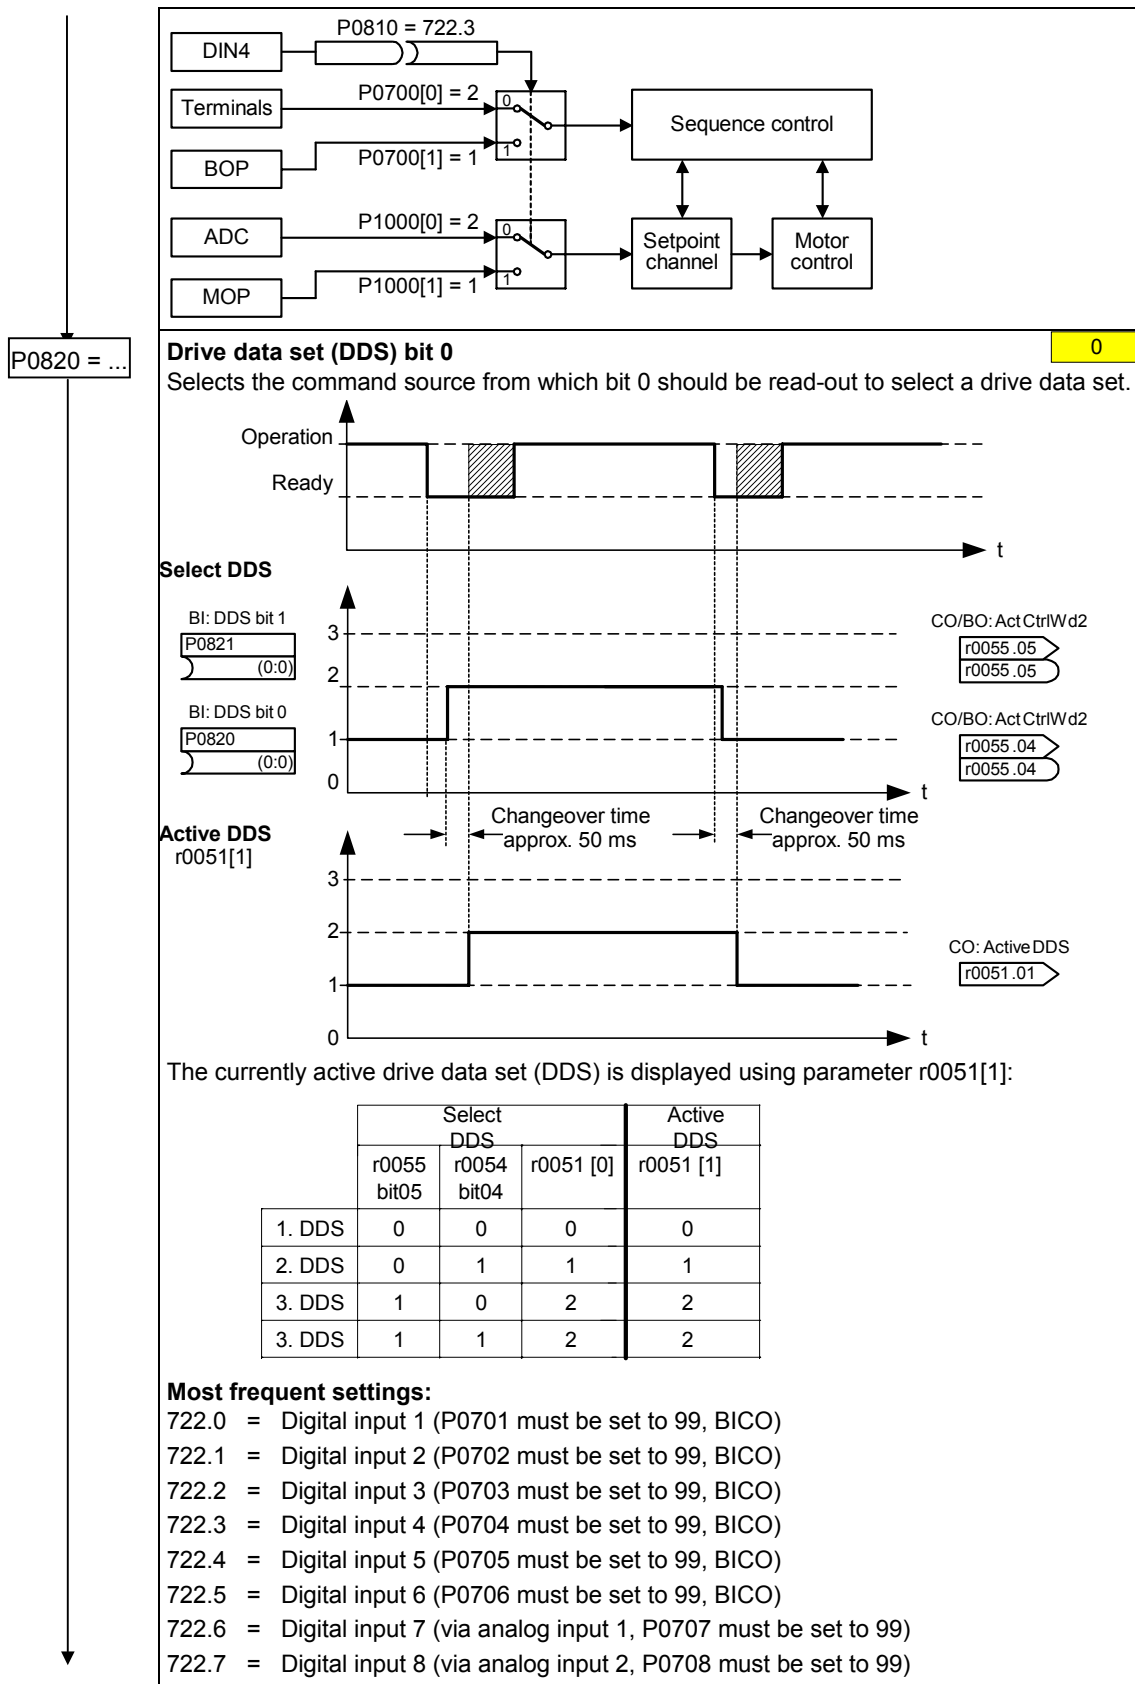 P0810 = 722.3
DIN4
Terminals
P0700[0] = 2
0
Sequence control
BOP
P0700[1] = 1
1
ADC
P1000[0] = 2
0
Setpoint
channel
Motor
control
MOP
P1000[1] = 1
1
P0820 = ...
Drive data set (DDS) bit 0
0
Selects the command source from which bit 0 should be read-out to select a drive data set.
Operation
Ready
t
Select DDS
BI: DDS bit 1
P0821
(0:0)
BI: DDS bit 0
P0820
(0:0)
3
2
1
0
t
CO/BO: Act CtrlWd2
r0055 .05
r0055 .05
CO/BO: Act CtrlWd2
r0055 .04
r0055 .04
Changeover time
approx. 50 ms
Changeover time
approx. 50 ms
Active DDS
r0051[1]
3
2
1
0
t
CO: Active DDS
r0051 .01
The currently active drive data set (DDS) is displayed using parameter r0051[1]:
Select DDS Active DDS
r0055 bit05 r0054 bit04 r0051 [0] r0051 [1]
1. DDS 0 0 0 0
2. DDS 0 1 1 1
3. DDS 1 0 2 2
3. DDS 1 1 2 2
Most frequent settings:
722.0 = Digital input 1 (P0701 must be set to 99, BICO)
722.1 = Digital input 2 (P0702 must be set to 99, BICO)
722.2 = Digital input 3 (P0703 must be set to 99, BICO)
722.3 = Digital input 4 (P0704 must be set to 99, BICO)
722.4 = Digital input 5 (P0705 must be set to 99, BICO)
722.5 = Digital input 6 (P0706 must be set to 99, BICO)
722.6 = Digital input 7 (via analog input 1, P0707 must be set to 99)
722.7 = Digital input 8 (via analog input 2, P0708 must be set to 99)